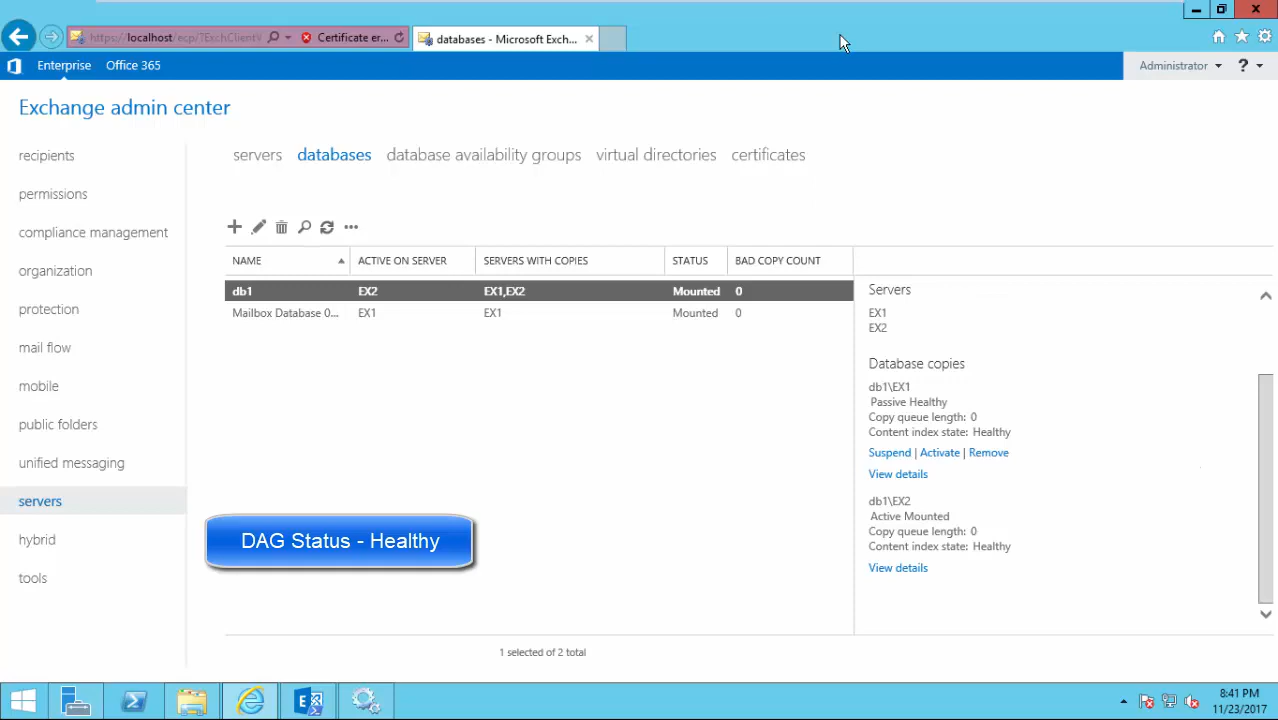 https://localhost/ecp/?ExchClientV
Certificate er...
databases - Microsoft Exch...
Enterprise
Office 365
Administrator
?
Exchange admin center
recipients
permissions
compliance management
organization
protection
mail flow
mobile
public folders
unified messaging
servers
hybrid
tools
servers databases database availability groups virtual directories certificates
NAME ACTIVE ON SERVER SERVERS WITH COPIES STATUS BAD COPY COUNT
db1 EX2 EX1,EX2 Mounted 0
Mailbox Database 0... EX1 EX1 Mounted 0
Servers
EX1
EX2
Database copies
db1\EX1
Passive Healthy
Copy queue length: 0
Content index state: Healthy
Suspend | Activate | Remove
View details
db1\EX2
Active Mounted
Copy queue length: 0
Content index state: Healthy
View details
DAG Status - Healthy
1 selected of 2 total
8:41 PM
11/23/2017